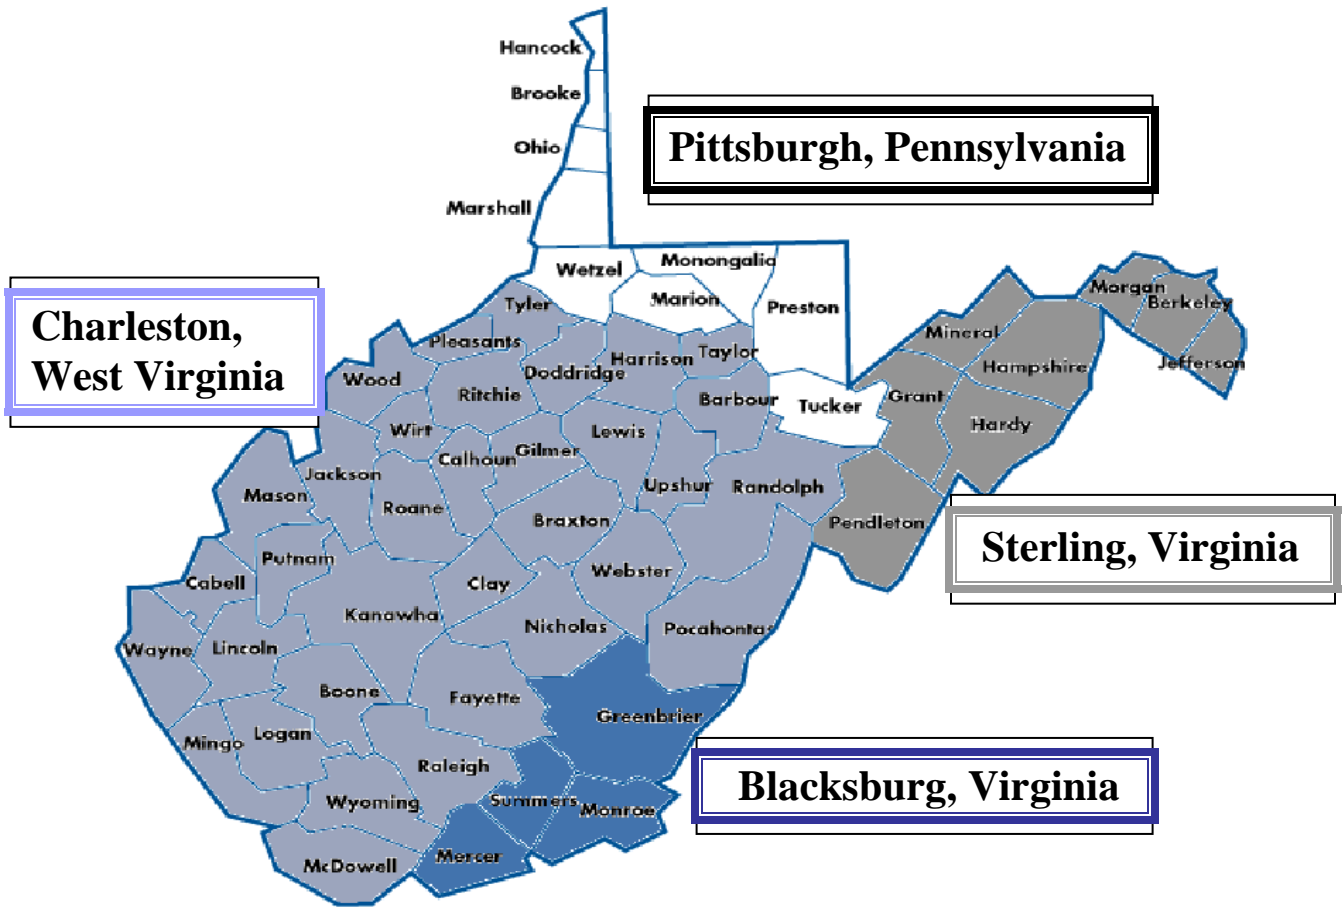 Hancock
Brooke
Pittsburgh, Pennsylvania
Ohio
Marshall
Wetzel
Monongalia
Marion
Preston
Tyler
Morgan
Berkeley
Charleston,
West Virginia
Pleasants
Mineral
Jefferson
Wood
Doddridge
Harrison
Taylor
Hampshire
Ritchie
Barbour
Tucker
Grant
Hardy
Wirt
Lewis
Calhoun
Gilmer
Jackson
Mason
Roane
Upshur
Randolph
Braxton
Pendleton
Sterling, Virginia
Putnam
Cabell
Clay
Webster
Kanawha
Nicholas
Pocahontas
Wayne
Lincoln
Boone
Fayette
Greenbrier
Mingo
Logan
Raleigh
Blacksburg, Virginia
Wyoming
Summers
Monroe
McDowell
Mercer